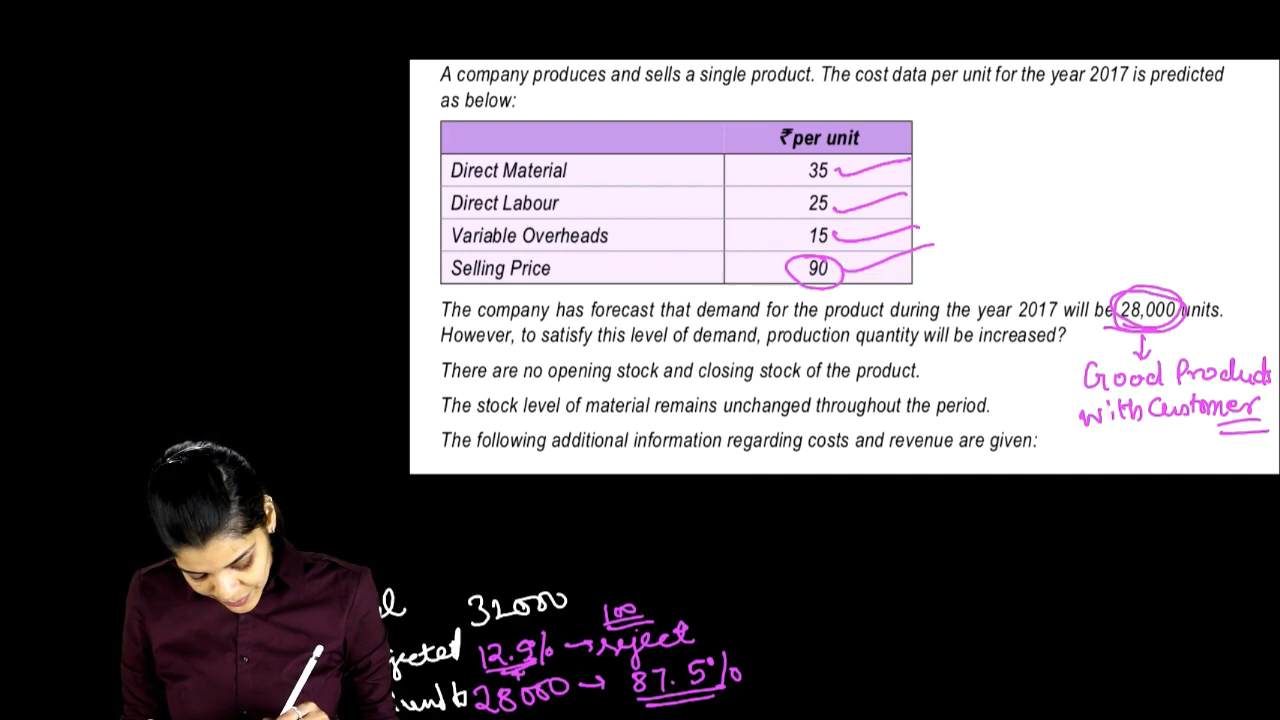 A company produces and sells a single product. The cost data per unit for the year 2017 is predicted
as below:
₹ per unit
Direct Material 35
Direct Labour 25
Variable Overheads 15
Selling Price 90
The company has forecast that demand for the product during the year 2017 will be 28,000 units.
However, to satisfy this level of demand, production quantity will be increased?
There are no opening stock and closing stock of the product.
The stock level of material remains unchanged throughout the period.
The following additional information regarding costs and revenue are given:
Good Products
with Customer
32000
100
12.5% → reject
28000 → 87.5%